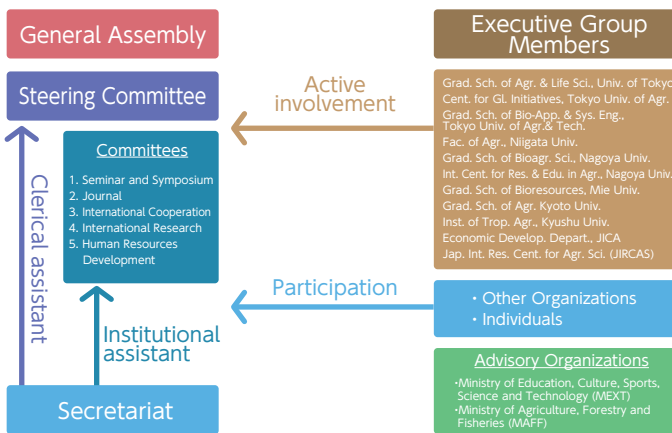 General Assembly
Steering Committee
Clerical assistant
Committees
1. Seminar and Symposium
2. Journal
3. International Cooperation
4. International Research
5. Human Resources
Development
Institutional
assistant
Secretariat
Active
involvement
Participation
Executive Group
Members
Grad. Sch. of Agr. & Life Sci., Univ. of Tokyo
Cent. for GL Initiatives, Tokyo Univ. of Agr.
Grad. Sch. of Bio-App. & Sys. Eng.,
Tokyo Univ. of Agr.& Tech.
Fac. of Agr., Niigata Univ.
Grad. Sch. of Bioagr. Sci., Nagoya Univ.
Int. Cent. for Res. & Edu. in Agr., Nagoya Univ.
Grad. Sch. of Bioresources, Mie Univ.
Grad. Sch. of Agr. Kyoto Univ.
Inst. of Trop. Agr., Kyushu Univ.
Economic Develop. Depart., JICA
Jap. Int. Res. Cent. for Agr. Sci. (JIRCAS)
・Other Organizations
・Individuals
Advisory Organizations
・Ministry of Education, Culture, Sports,
Science and Technology (MEXT)
・Ministry of Agriculture, Forestry and
Fisheries (MAFF)